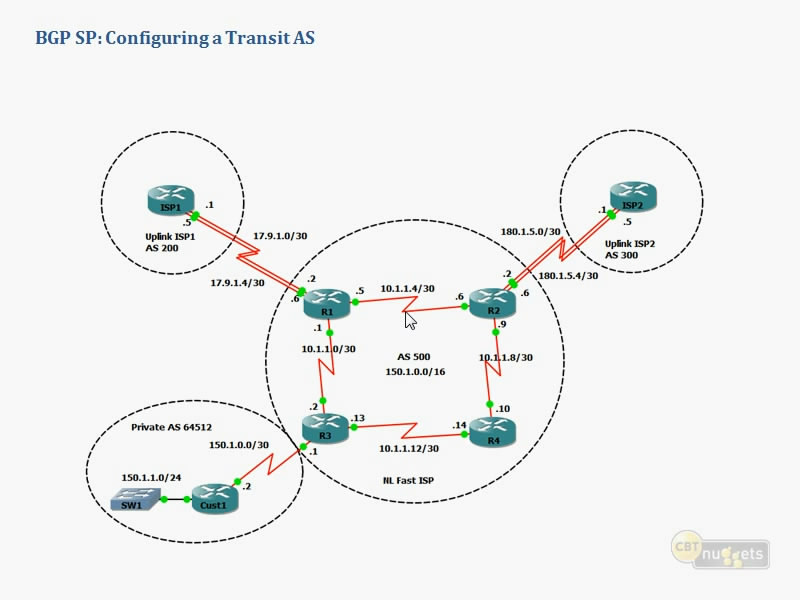 BGP SP: Configuring a Transit AS
ISP1
.1
.5
Uplink ISP1
AS 200
17.9.1.0/30
17.9.1.4/30
.2
.6
R1
.5
.1
10.1.1.4/30
ISP2
.1
.5
Uplink ISP2
AS 300
180.1.5.0/30
180.1.5.4/30
.2
.6
.6
R2
.9
10.1.1.0/30
AS 500
150.1.0.0/16
10.1.1.8/30
.2
.13
R3
.1
.10
.14
R4
10.1.1.12/30
NL Fast ISP
Private AS 64512
150.1.0.0/30
.2
150.1.1.0/24
SW1
Cust1
CBT
nuggets